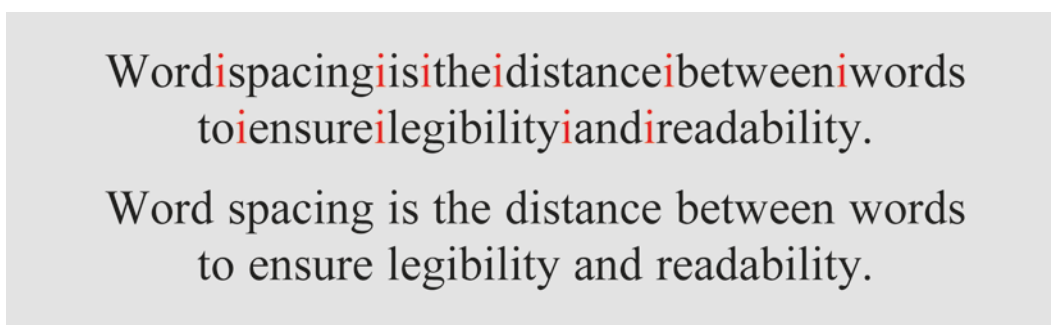 Wordispacingiisitheidistanceibetweeniwords
toiensureilegibilityiandireadability.
Word spacing is the distance between words
to ensure legibility and readability.